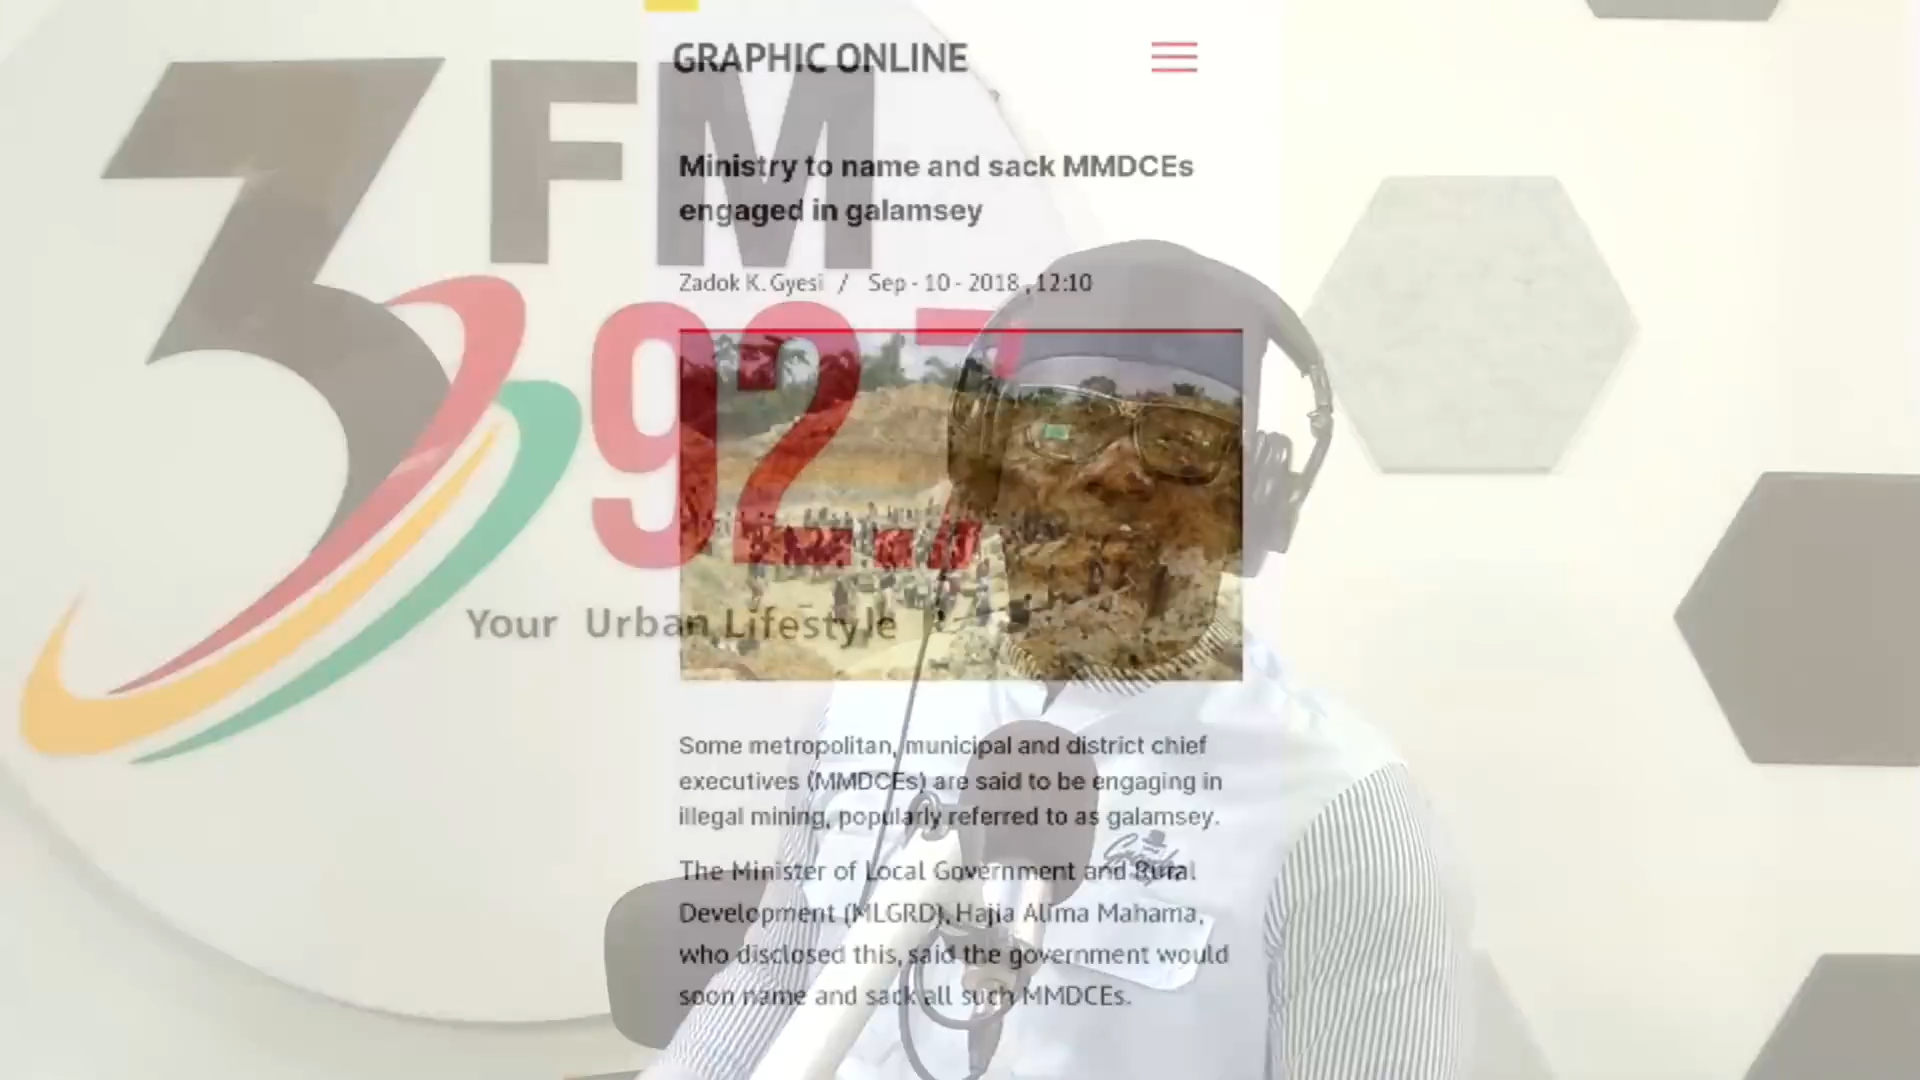 GRAPHIC ONLINE
3FM
92.7
Your Urban Lifestyle
Ministry to name and sack MMDCEs
engaged in galamsey
Zadok K. Gyesi / Sep - 10 - 2018 , 12:10
Some metropolitan, municipal and district chief
executives (MMDCEs) are said to be engaging in
illegal mining, popularly referred to as galamsey.
The Minister of Local Government and Rural
Development (MLGRD), Hajia Alima Mahama,
who disclosed this, said the government would
soon name and sack all such MMDCEs.